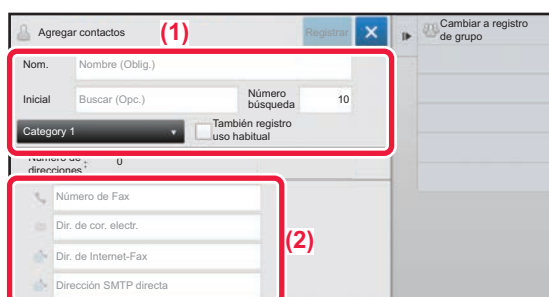 Agregar contactos
(1)
Registrar
Cambiar a registro
de grupo
Nom.
Nombre (Oblig.)
Inicial
Buscar (Opc.)
Número
búsqueda
10
Category 1
También registro
uso habitual
Número de
direcciones
:
0
Número de Fax
Dir. de cor. electr.
(2)
Dir. de Internet-Fax
Dirección SMTP directa